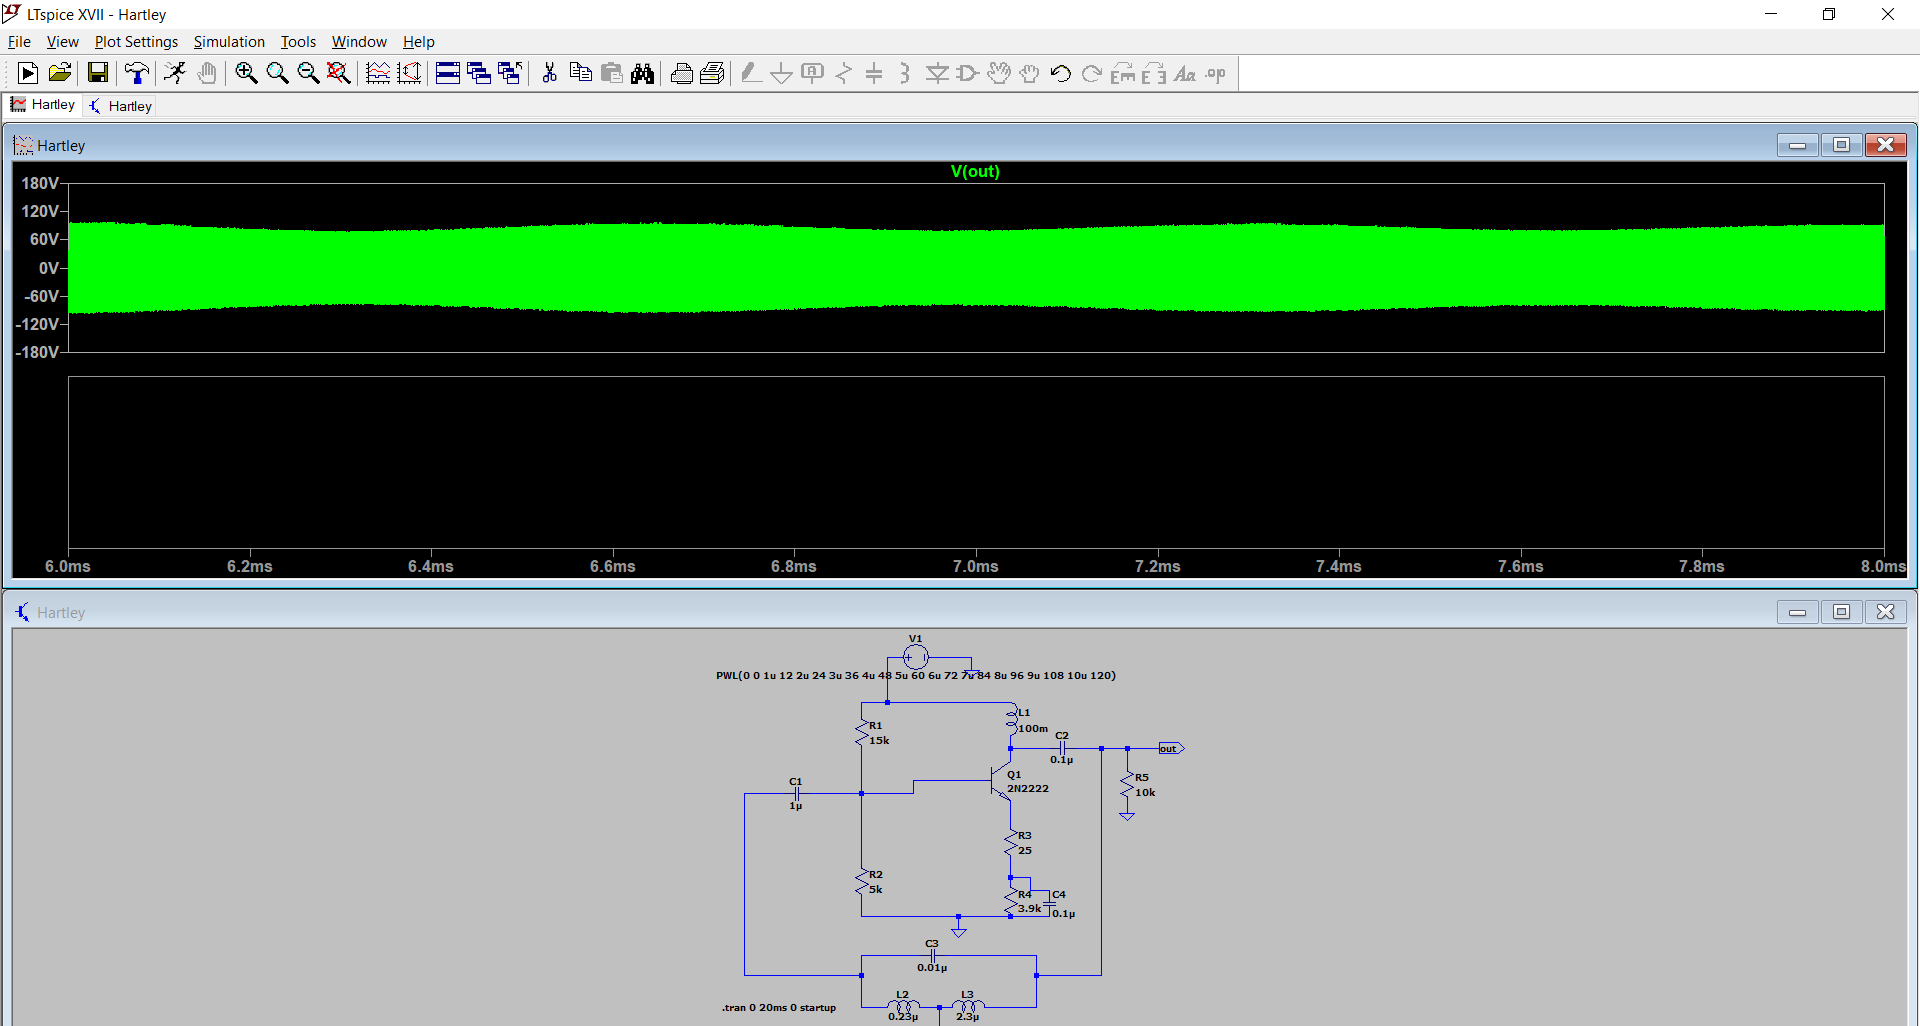 LTspice XVII - Hartley
File View Plot Settings Simulation Tools Window Help
Hartley Hartley
Hartley
V(out)
180V
120V
60V
0V
-60V
-120V
-180V
6.0ms 6.2ms 6.4ms 6.6ms 6.8ms 7.0ms 7.2ms 7.4ms 7.6ms 7.8ms 8.0ms
Hartley
V1
PWL(0 0 1u 12 2u 24 3u 36 4u 48 5u 60 6u 72 7u 84 8u 96 9u 108 10u 120)
R1
15k
L1
100m
C2
0.1µ
out
C1
1µ
Q1
2N2222
R5
10k
R3
25
R2
5k
R4
3.9k
C4
0.1µ
C3
0.01µ
L2
0.23µ
L3
2.3µ
.tran 0 20ms 0 startup